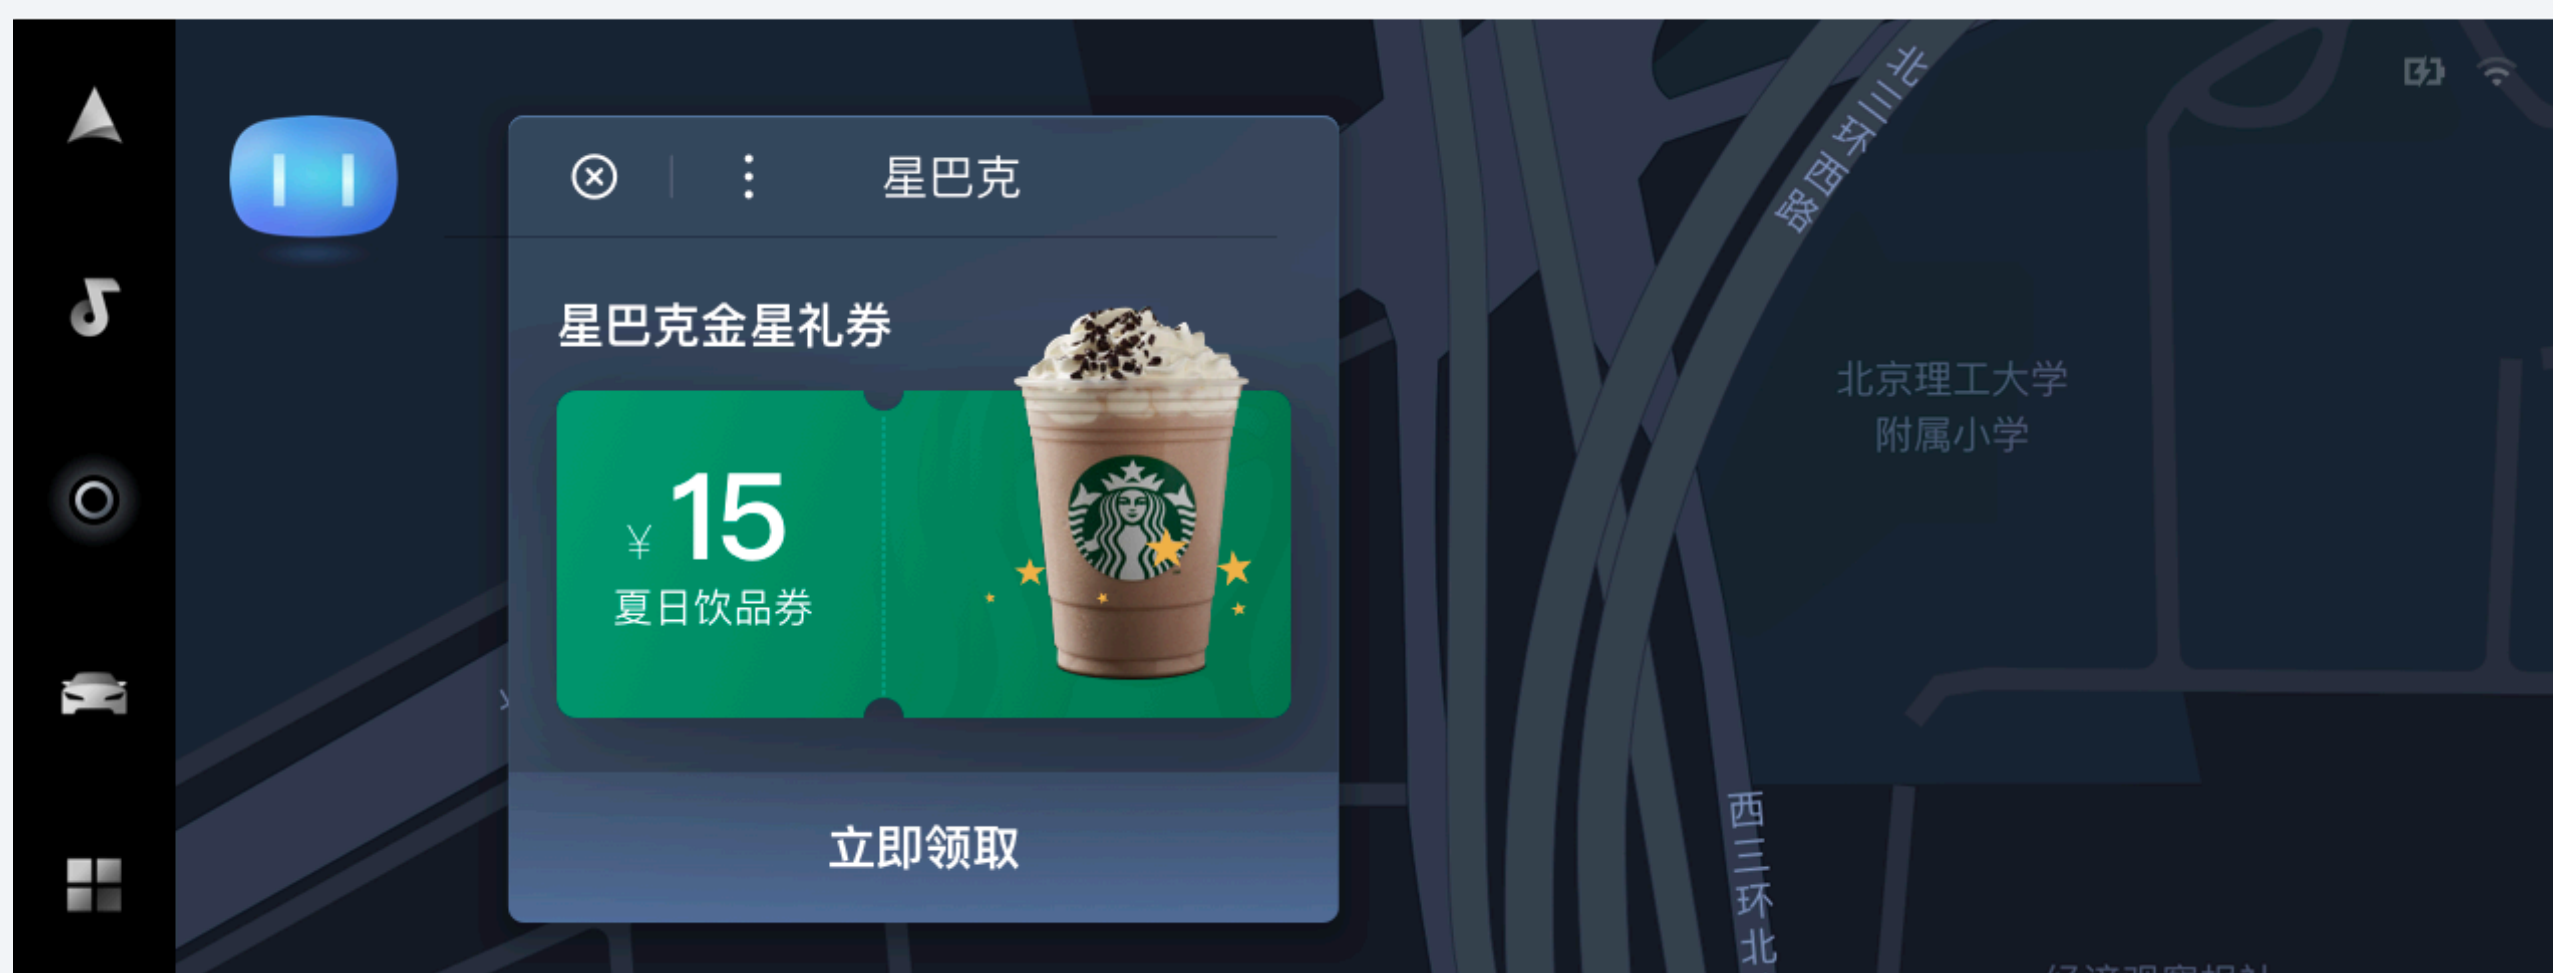 星巴克
星巴克金星礼券
¥15
夏日饮品券
立即领取
北三环西路
北京理工大学
附属小学
西三环北